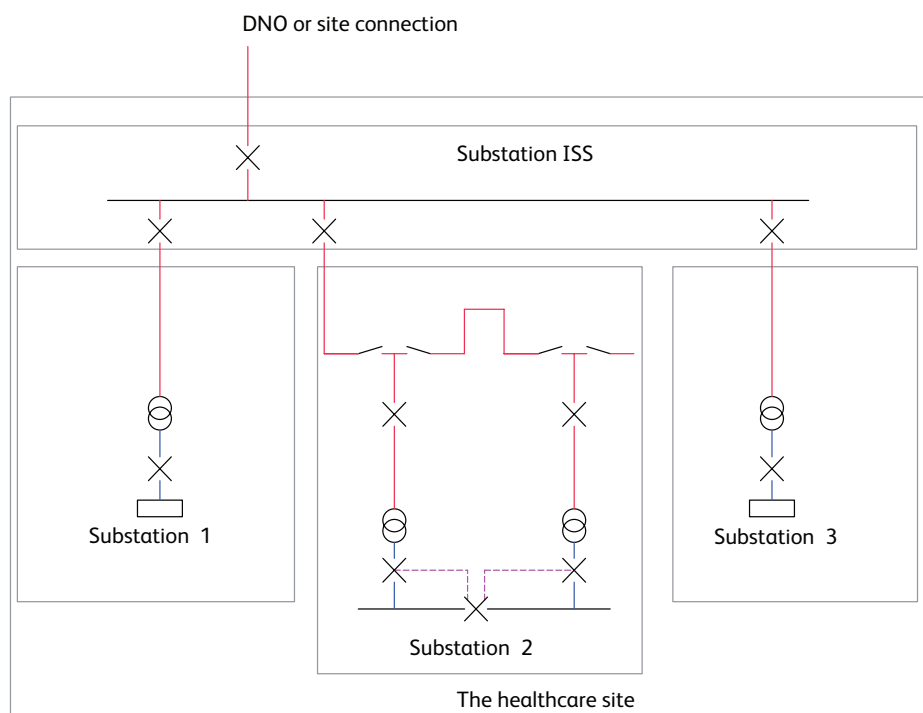 DNO or site connection
Substation ISS
Substation 1
Substation 2
Substation 3
The healthcare site